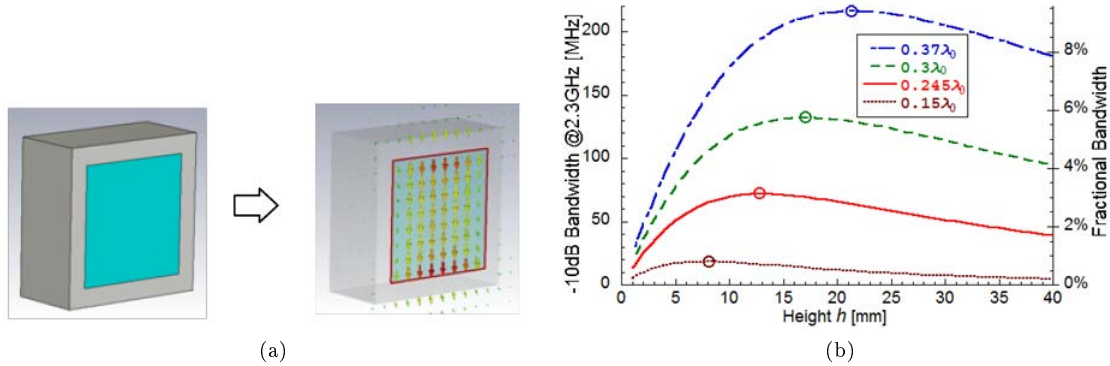 -10dB Bandwidth @2.3GHz [MHz]
200
150
100
50
0
0.37λ₀
0.3λ₀
0.245λ₀
0.15λ₀
8%
6%
4%
2%
0%
Fractional Bandwidth
0 5 10 15 20 25 30 35 40
Height h [mm]
(a)
(b)